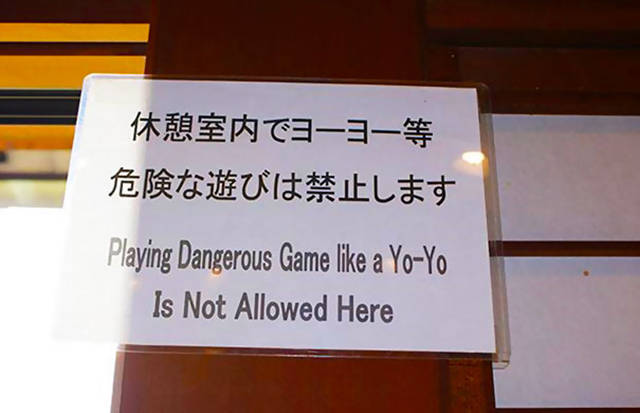 休憩室内でヨーヨー等
危険な遊びは禁止します
Playing Dangerous Game like a Yo-Yo
Is Not Allowed Here